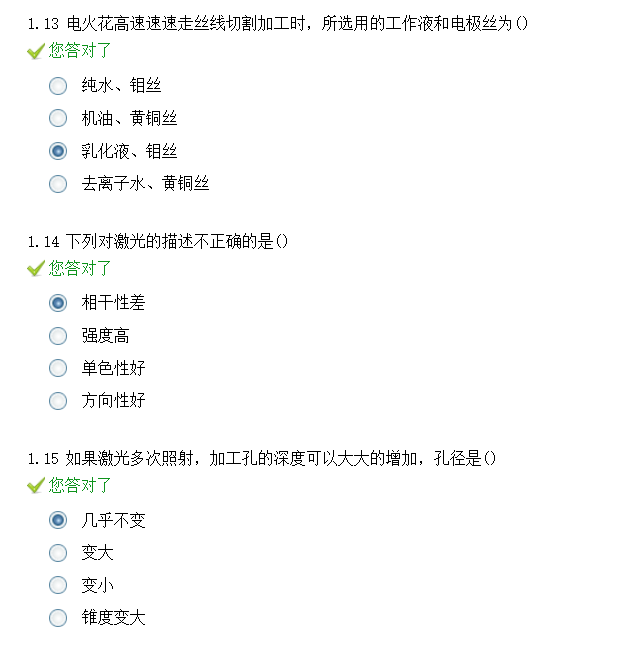 1.13 电火花高速速速走丝线切割加工时，所选用的工作液和电极丝为()
您答对了
纯水、钼丝
机油、黄铜丝
乳化液、钼丝
去离子水、黄铜丝
1.14 下列对激光的描述不正确的是()
您答对了
相干性差
强度高
单色性好
方向性好
1.15 如果激光多次照射，加工孔的深度可以大大的增加，孔径是()
您答对了
几乎不变
变大
变小
锥度变大